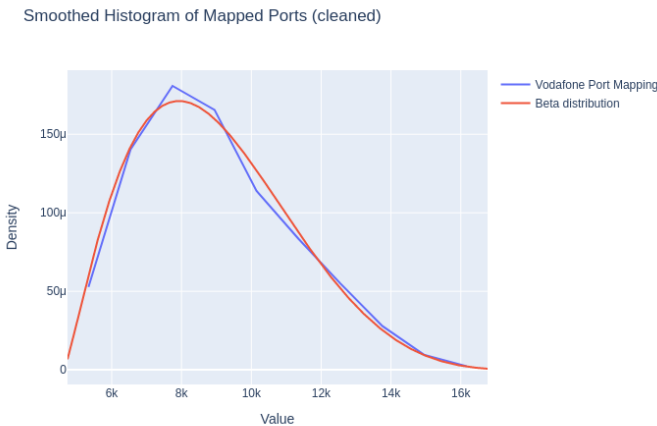 Smoothed Histogram of Mapped Ports (cleaned)
Vodafone Port Mapping
Beta distribution
150μ
100μ
50μ
0
Density
6k
8k
10k
12k
14k
16k
Value